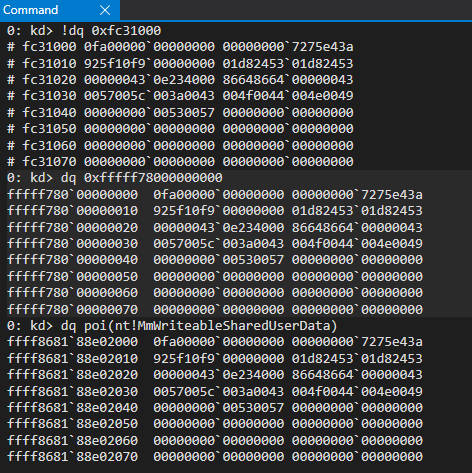 Command
0: kd> !dq 0xfc31000
# fc31000 0fa00000`00000000 00000000`7275e43a
# fc31010 925f10f9`00000000 01d82453`01d82453
# fc31020 00000043`0e234000 86648664`00000043
# fc31030 0057005c`003a0043 004f0044`004e0049
# fc31040 00000000`00530057 00000000`00000000
# fc31050 00000000`00000000 00000000`00000000
# fc31060 00000000`00000000 00000000`00000000
# fc31070 00000000`00000000 00000000`00000000
0: kd> dq 0xfffff78000000000
fffff780`00000000 0fa00000`00000000 00000000`7275e43a
fffff780`00000010 925f10f9`00000000 01d82453`01d82453
fffff780`00000020 00000043`0e234000 86648664`00000043
fffff780`00000030 0057005c`003a0043 004f0044`004e0049
fffff780`00000040 00000000`00530057 00000000`00000000
fffff780`00000050 00000000`00000000 00000000`00000000
fffff780`00000060 00000000`00000000 00000000`00000000
fffff780`00000070 00000000`00000000 00000000`00000000
0: kd> dq poi(nt!MmWriteableSharedUserData)
ffff8681`88e02000 0fa00000`00000000 00000000`7275e43a
ffff8681`88e02010 925f10f9`00000000 01d82453`01d82453
ffff8681`88e02020 00000043`0e234000 86648664`00000043
ffff8681`88e02030 0057005c`003a0043 004f0044`004e0049
ffff8681`88e02040 00000000`00530057 00000000`00000000
ffff8681`88e02050 00000000`00000000 00000000`00000000
ffff8681`88e02060 00000000`00000000 00000000`00000000
ffff8681`88e02070 00000000`00000000 00000000`00000000